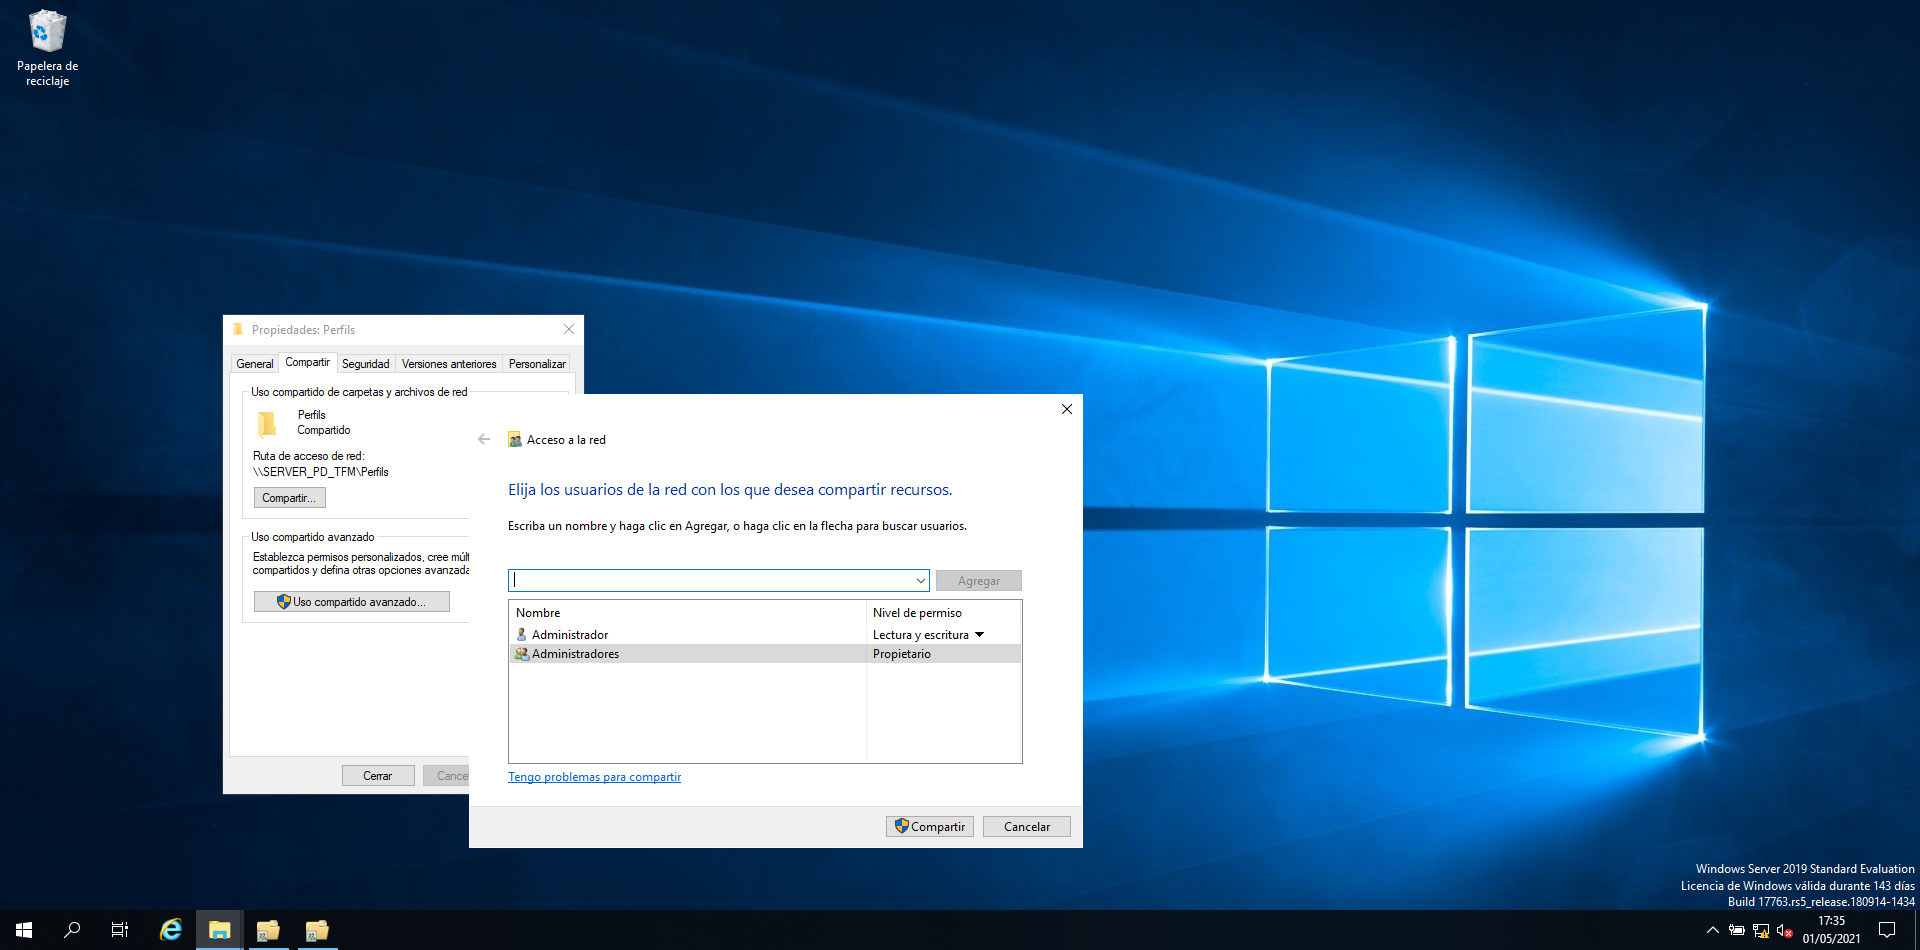 Papelera de
reciclaje
Propiedades: Perfils
General
Compartir
Seguridad
Versiones anteriores
Personalizar
Uso compartido de carpetas y archivos de red
Perfils
Compartido
Ruta de acceso de red:
\\SERVER_PD_TFM\Perfils
Compartir...
Uso compartido avanzado
Establezca permisos personalizados, cree múlt
compartidos y defina otras opciones avanzada
Uso compartido avanzado...
Cerrar
Cance
Acceso a la red
Elija los usuarios de la red con los que desea compartir recursos.
Escriba un nombre y haga clic en Agregar, o haga clic en la flecha para buscar usuarios.
Agregar
Nombre
Nivel de permiso
Administrador
Lectura y escritura
Administradores
Propietario
Tengo problemas para compartir
Compartir
Cancelar
Windows Server 2019 Standard Evaluation
Licencia de Windows válida durante 143 días
Build 17763.rs5_release.180914-1434
17:35
01/05/2021